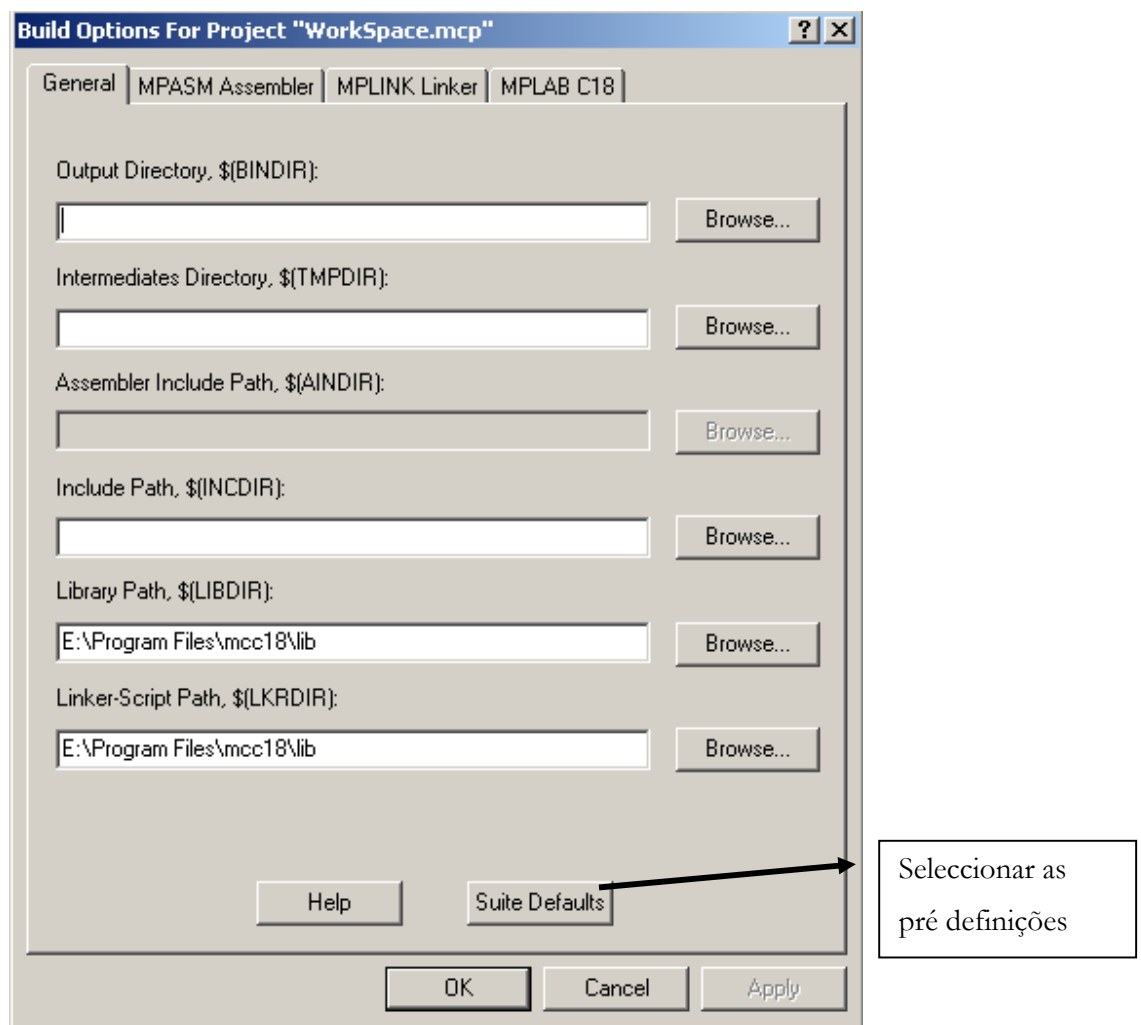 Build Options For Project "WorkSpace.mcp"
General
MPASM Assembler
MPLINK Linker
MPLAB C18
Output Directory, $(BINDIR):
Browse...
Intermediates Directory, $(TMPDIR):
Browse...
Assembler Include Path, $(AINDIR):
Browse...
Include Path, $(INCDIR):
Browse...
Library Path, $(LIBDIR):
E:\Program Files\mcc18\lib
Browse...
Linker-Script Path, $(LKRDIR):
E:\Program Files\mcc18\lib
Browse...
Help
Suite Defaults
Seleccionar as
pré definições
OK
Cancel
Apply